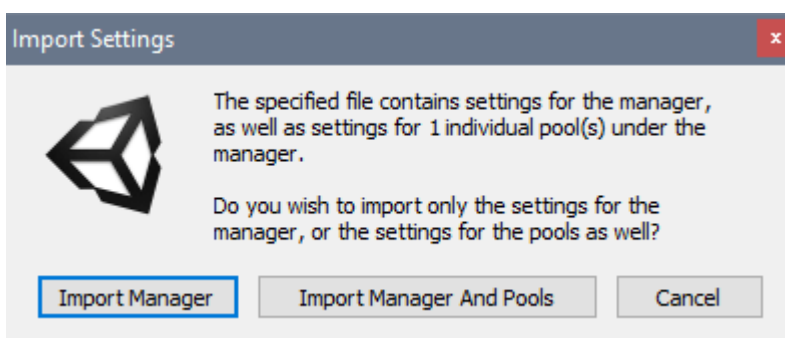 Import Settings
x
The specified file contains settings for the manager,
as well as settings for 1 individual pool(s) under the
manager.
Do you wish to import only the settings for the
manager, or the settings for the pools as well?
Import Manager
Import Manager And Pools
Cancel